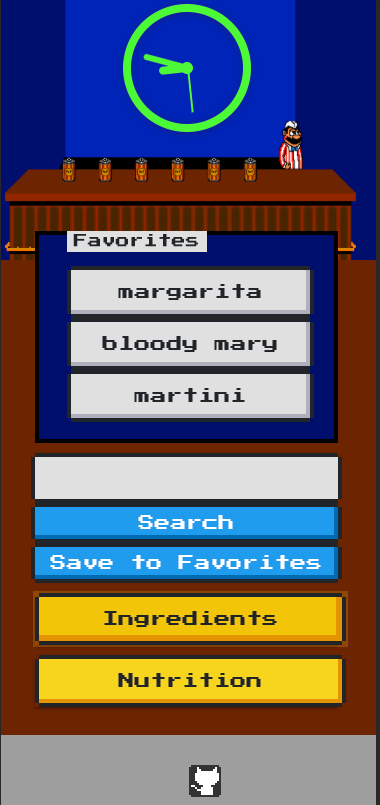 Favorites
margarita
bloody mary
martini
Search
Save to Favorites
Ingredients
Nutrition